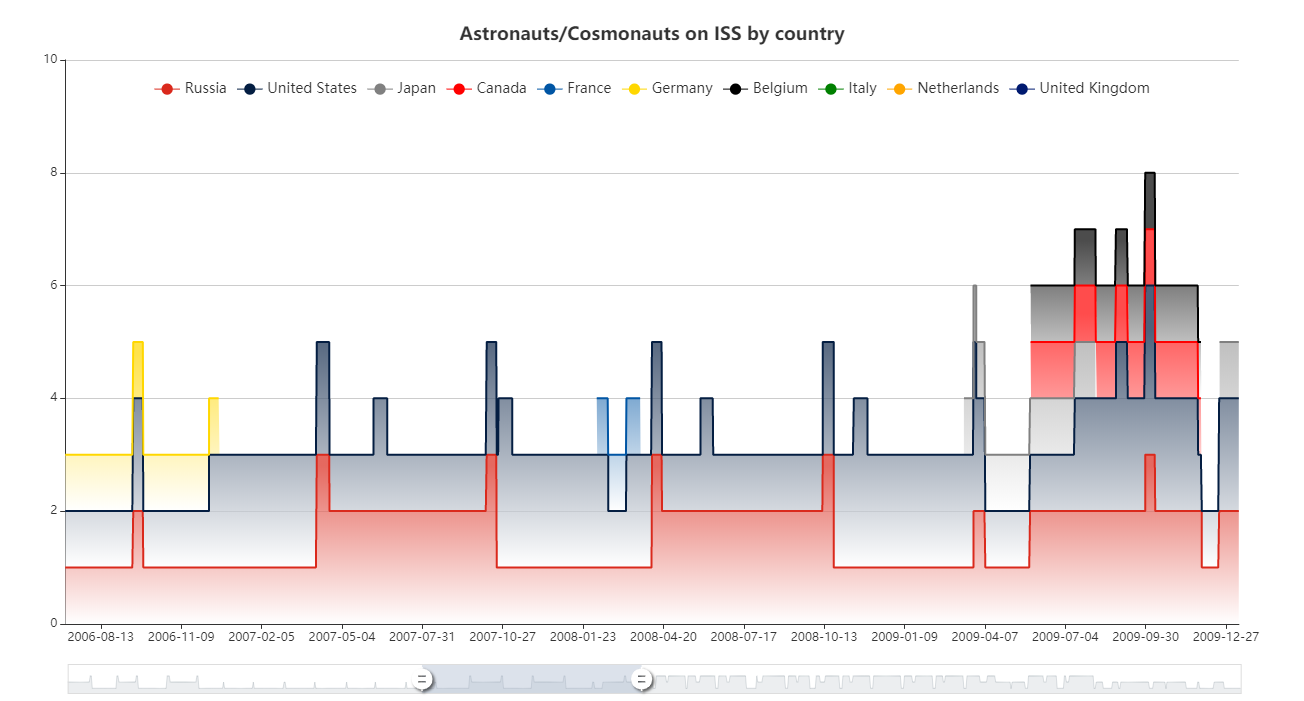 Astronauts/Cosmonauts on ISS by country
Russia United States Japan Canada France Germany Belgium Italy Netherlands United Kingdom
10
8
6
4
2
0
2006-08-13 2006-11-09 2007-02-05 2007-05-04 2007-07-31 2007-10-27 2008-01-23 2008-04-20 2008-07-17 2008-10-13 2009-01-09 2009-04-07 2009-07-04 2009-09-30 2009-12-27